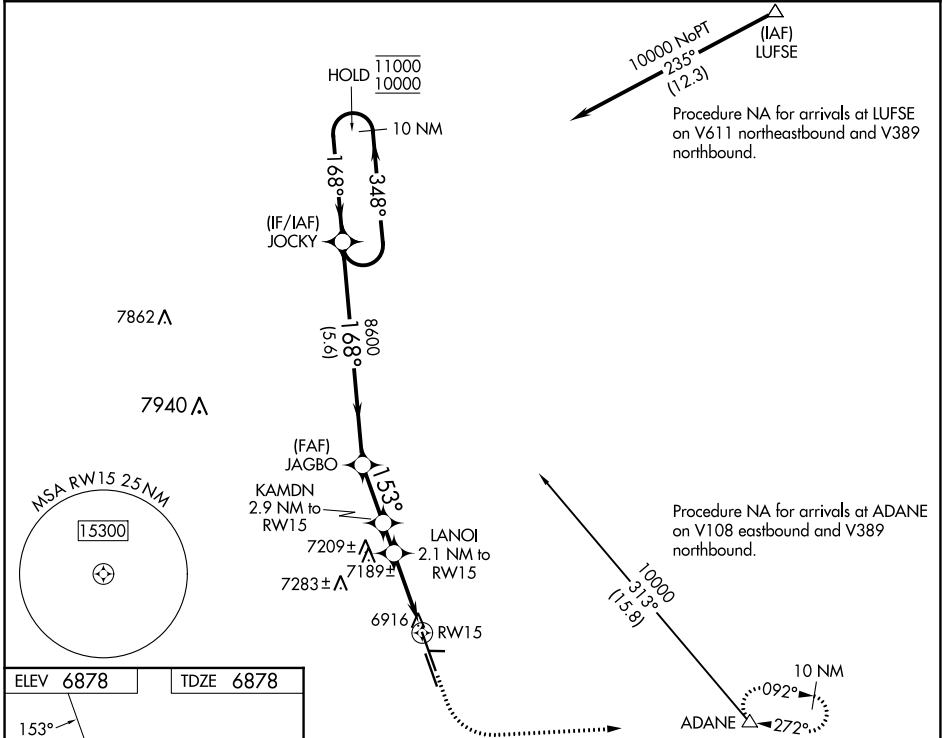 (IAF)
LUFSE
10000 NoPT
235°
(12.3)
Procedure NA for arrivals at LUFSE
on V611 northeastbound and V389
northbound.
HOLD
11000
10000
10 NM
168°
348°
(IF/IAF)
JOCKY
8600
168°
(5.6)
7862
7940
(FAF)
JAGBO
153°
KAMDN
2.9 NM to
RW15
LANOI
2.1 NM to
RW15
7209±
7189±
7283±
6916
RW15
MSA RW15 25 NM
15300
Procedure NA for arrivals at ADANE
on V108 eastbound and V389
northbound.
10000
313°
(15.8)
10 NM
092°
272°
ADANE
ELEV 6878
TDZE 6878
153°